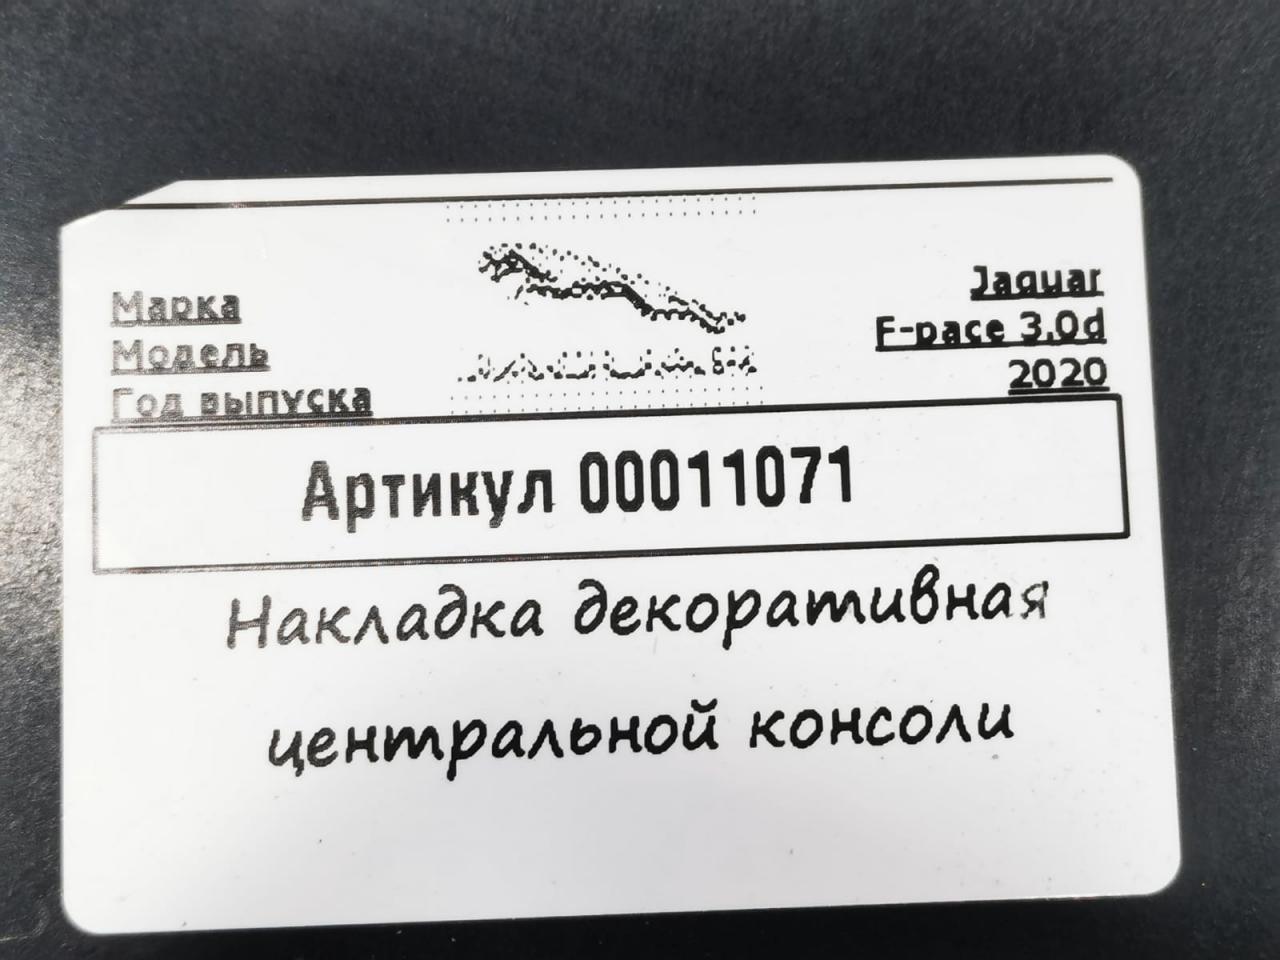 Марка
Jaguar
Модель
F-pace 3.0d
Год выпуска
2020
Артикул 00011071
Накладка декоративная
центральной консоли